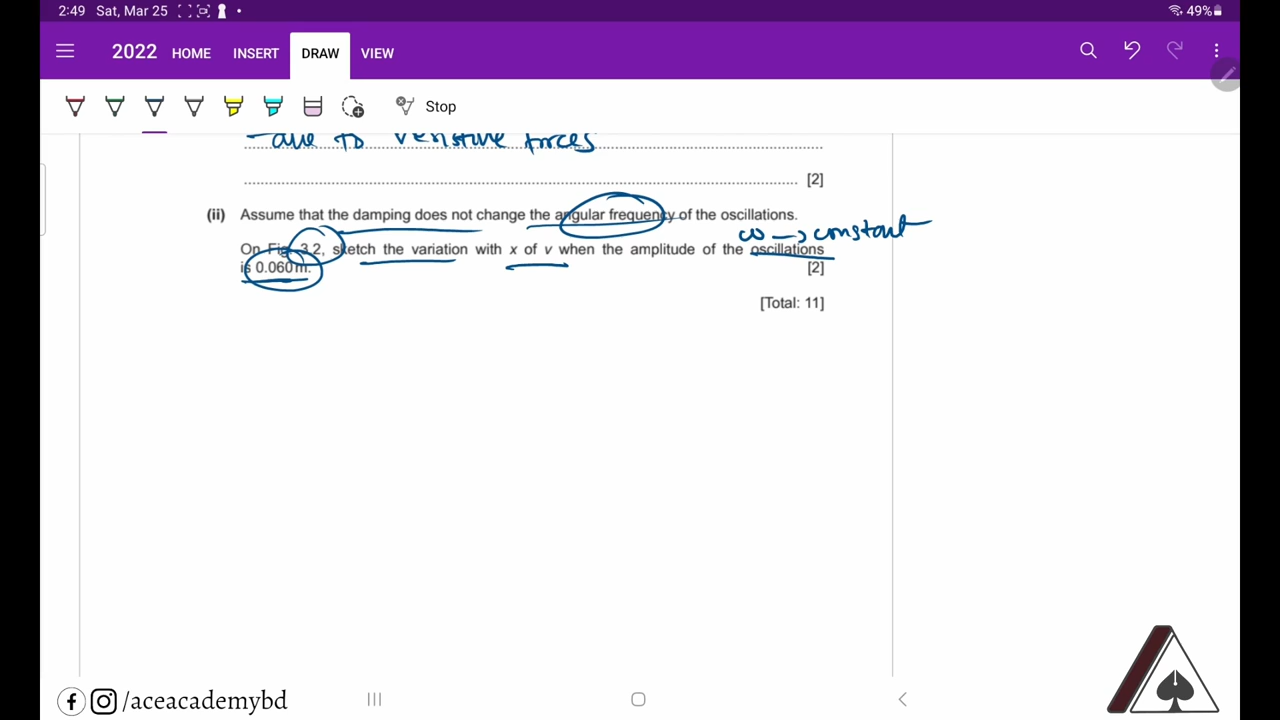 2:49 Sat, Mar 25
49%
2022 HOME INSERT DRAW VIEW
Stop
due to resistive forces
[2]
(ii) Assume that the damping does not change the angular frequency of the oscillations.
ω → constant
On Fig. 3.2, sketch the variation with x of v when the amplitude of the oscillations
is 0.060 m.
[2]
[Total: 11]
/aceacademybd